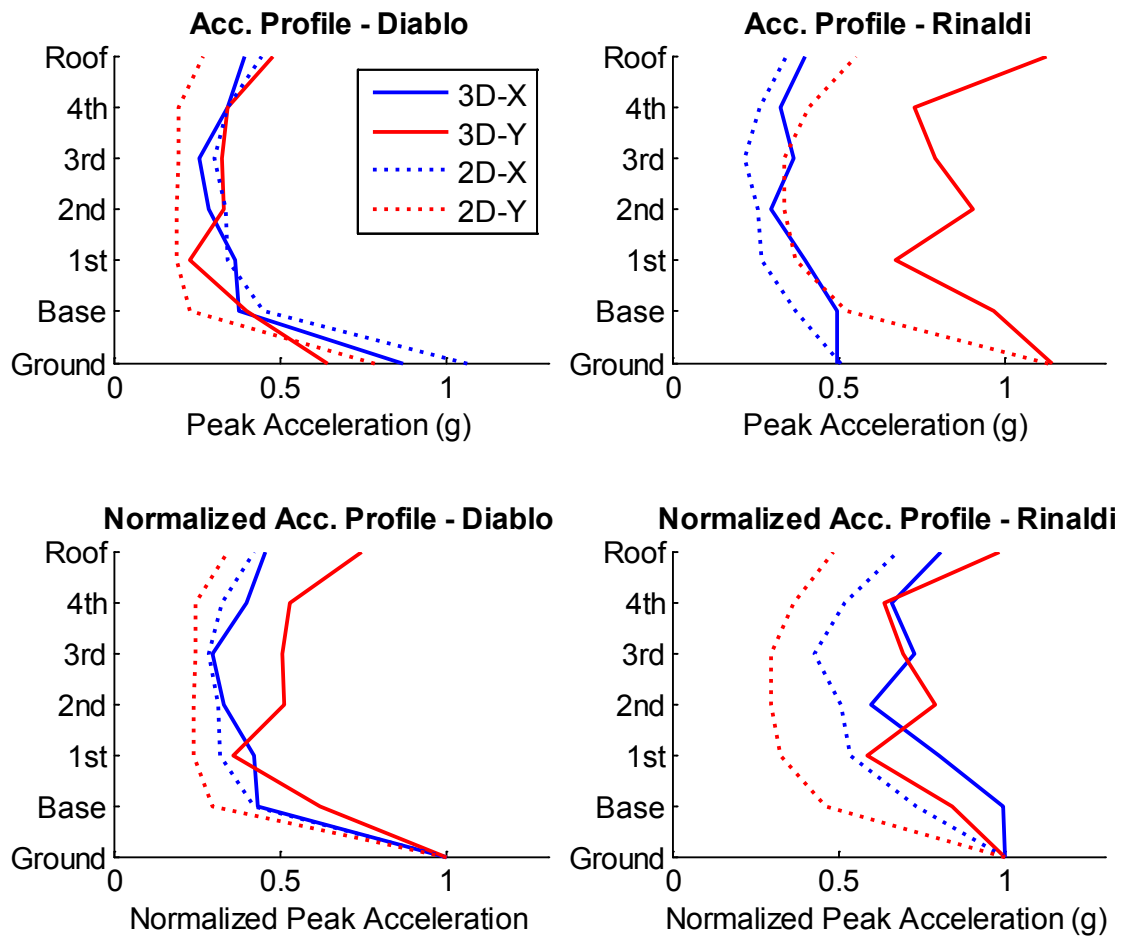 Acc. Profile - Diablo
Roof
4th
3rd
2nd
1st
Base
Ground
3D-X
3D-Y
2D-X
2D-Y
0 0.5 1
Peak Acceleration (g)
Acc. Profile - Rinaldi
Roof
4th
3rd
2nd
1st
Base
Ground
0 0.5 1
Peak Acceleration (g)
Normalized Acc. Profile - Diablo
Roof
4th
3rd
2nd
1st
Base
Ground
0 0.5 1
Normalized Peak Acceleration
Normalized Acc. Profile - Rinaldi
Roof
4th
3rd
2nd
1st
Base
Ground
0 0.5 1
Normalized Peak Acceleration (g)